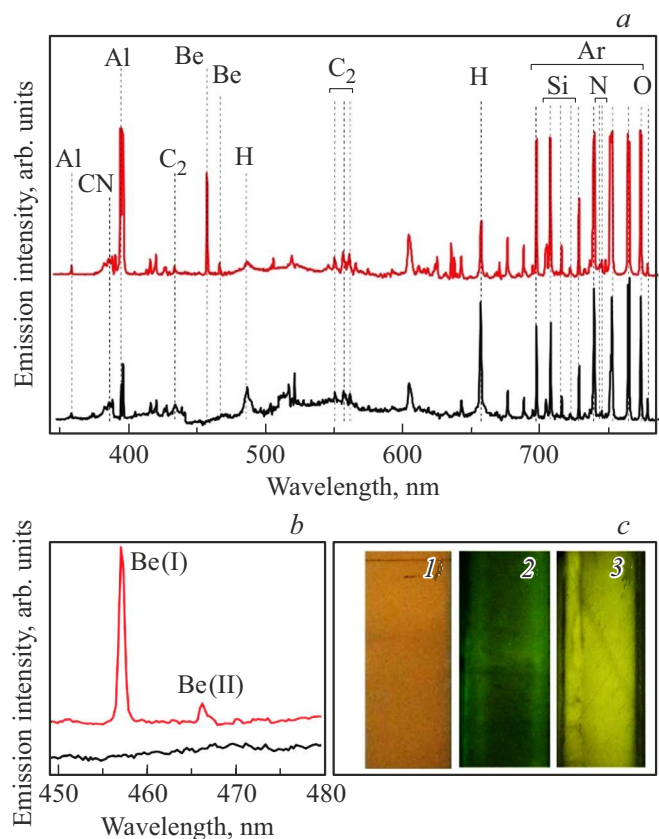 a
Al
Be
Be
C2
H
Ar
Si
N
O
Al
CN
C2
H
Emission intensity, arb. units
400
500
600
700
Wavelength, nm
b
c
Be(I)
Be(II)
1
2
3
Emission intensity, arb. units
450
460
470
480
Wavelength, nm